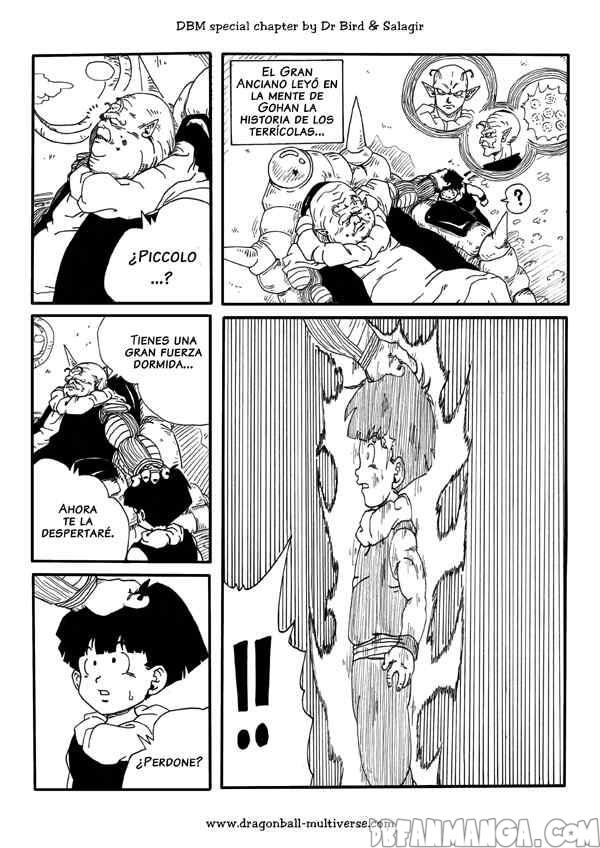 DBM special chapter by Dr Bird & Salagir
¿PICCOLO
...?
EL GRAN
ANCIANO LEYÓ EN
LA MENTE DE
GOHAN LA
HISTORIA DE LOS
TERRÍCOLAS...
?
TIENES UNA
GRAN FUERZA
DORMIDA...
AHORA
TE LA
DESPERTARÉ.
¿PERDONE?
!!
www.dragonball-multiverse.com
DBFANMANGA.COM